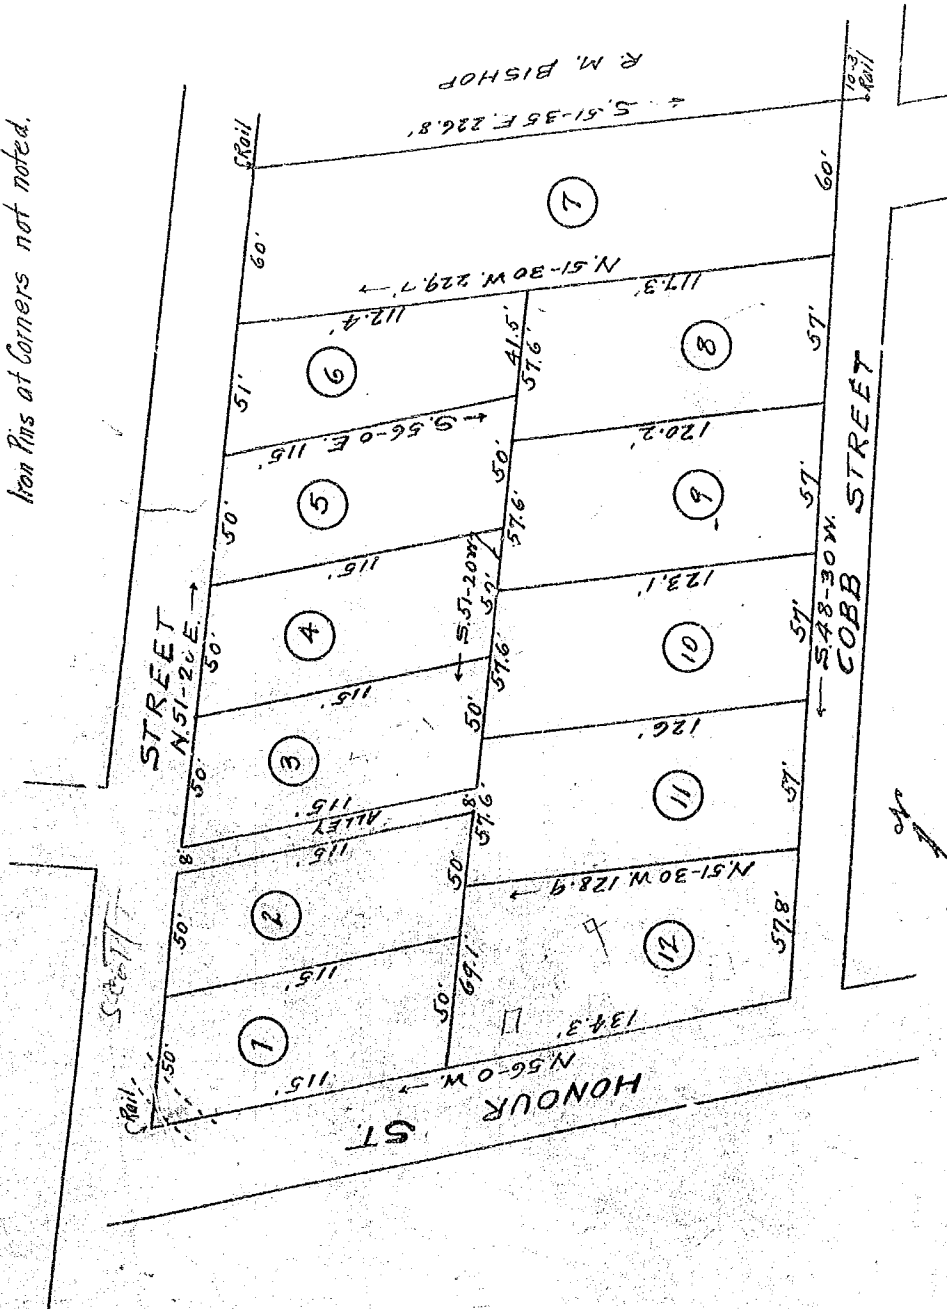 Iron Pins at Corners not noted.
R. M. BISHOP
← S.51-35 E. 226.8'
Rail
10-3'
Rail
60'
7
60'
N.51-30 W. 229.7' →
112.4'
117.3'
51'
6
41.5'
57.6'
8
57'
← S.56-0 E. 115'
120.2'
50'
5
50'
57.6'
9
57'
115'
123.1'
STREET
N.51-20 E. →
50'
4
← S.51-20 W.
50'
57.6'
10
57'
← S.48-30 W.
COBB STREET
115'
126'
50'
3
50'
57.6'
11
57'
115'
ALLEY
8'
8'
115'
N.51-30 W. 128.9 →
Scott
50'
2
50'
12
57.8'
115'
69.1'
Rail
50'
1
50'
115'
134.3'
N.56-0 W. →
HONOUR ST.